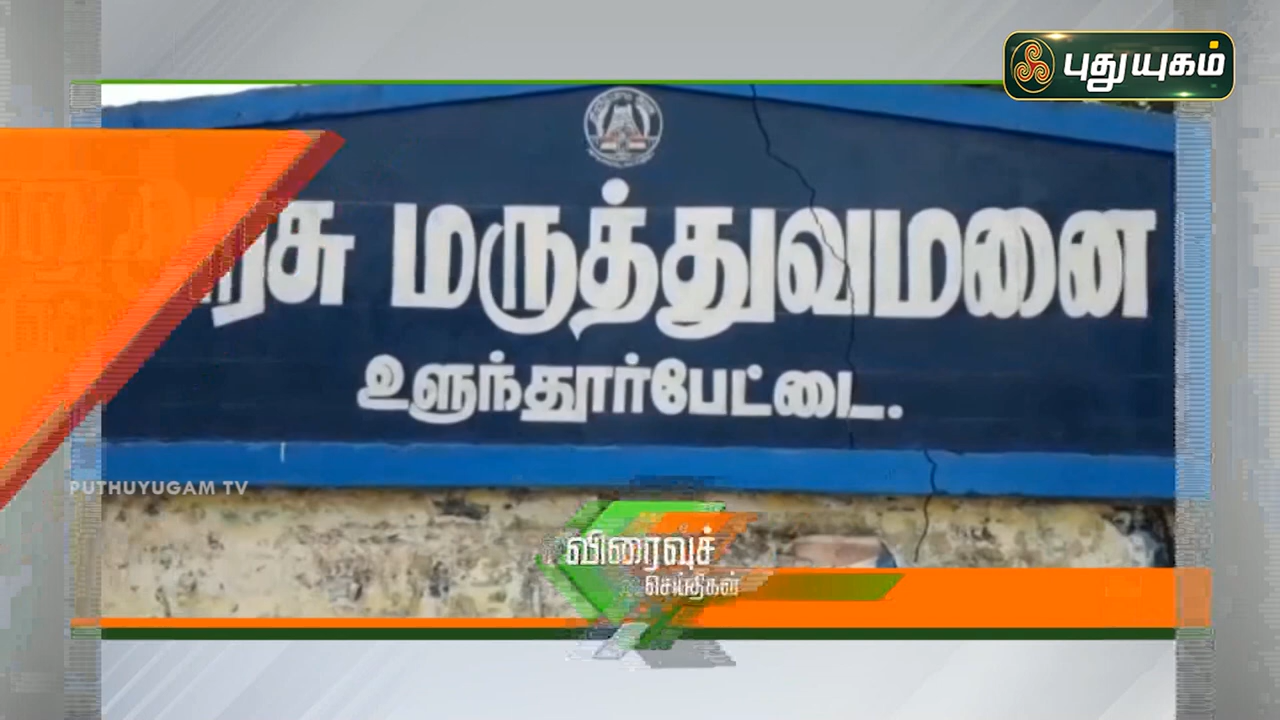 புதுயுகம்
ரசு மருத்துவமனை
உளுந்தூர்பேட்டை.
PUTHUYUGAM TV
விரைவுச்
செய்திகள்